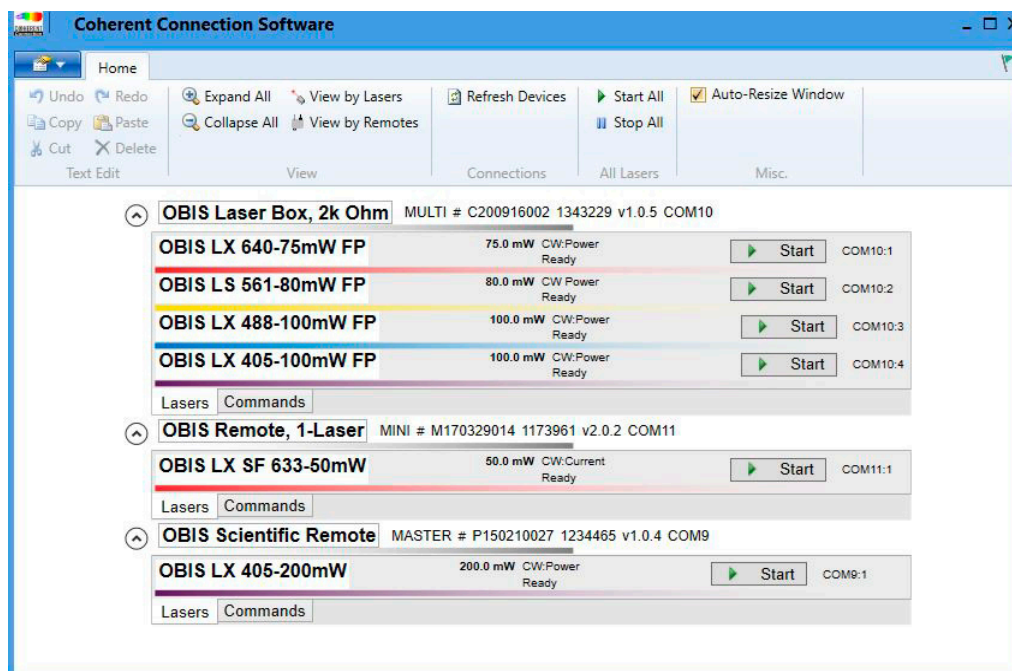 Coherent Connection Software
Home
Undo Redo
Copy Paste
Cut Delete
Text Edit
Expand All View by Lasers
Collapse All View by Remotes
View
Refresh Devices
Connections
Start All
Stop All
All Lasers
Auto-Resize Window
Misc.
OBIS Laser Box, 2k Ohm MULTI # C200916002 1343229 v1.0.5 COM10
OBIS LX 640-75mW FP 75.0 mW CW:Power Start COM10:1
Ready
OBIS LS 561-80mW FP 80.0 mW CW Power Start COM10:2
Ready
OBIS LX 488-100mW FP 100.0 mW CW:Power Start COM10:3
Ready
OBIS LX 405-100mW FP 100.0 mW CW:Power Start COM10:4
Ready
Lasers Commands
OBIS Remote, 1-Laser MINI # M170329014 1173961 v2.0.2 COM11
OBIS LX SF 633-50mW 50.0 mW CW:Current Start COM11:1
Ready
Lasers Commands
OBIS Scientific Remote MASTER # P150210027 1234465 v1.0.4 COM9
OBIS LX 405-200mW 200.0 mW CW:Power Start COM9:1
Ready
Lasers Commands